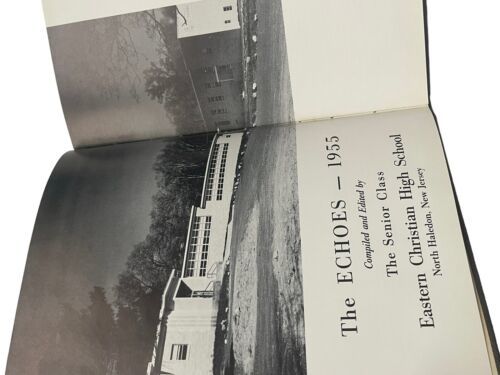 The ECHOES — 1955
Compiled and Edited by
The Senior Class
Eastern Christian High School
North Haledon, New Jersey